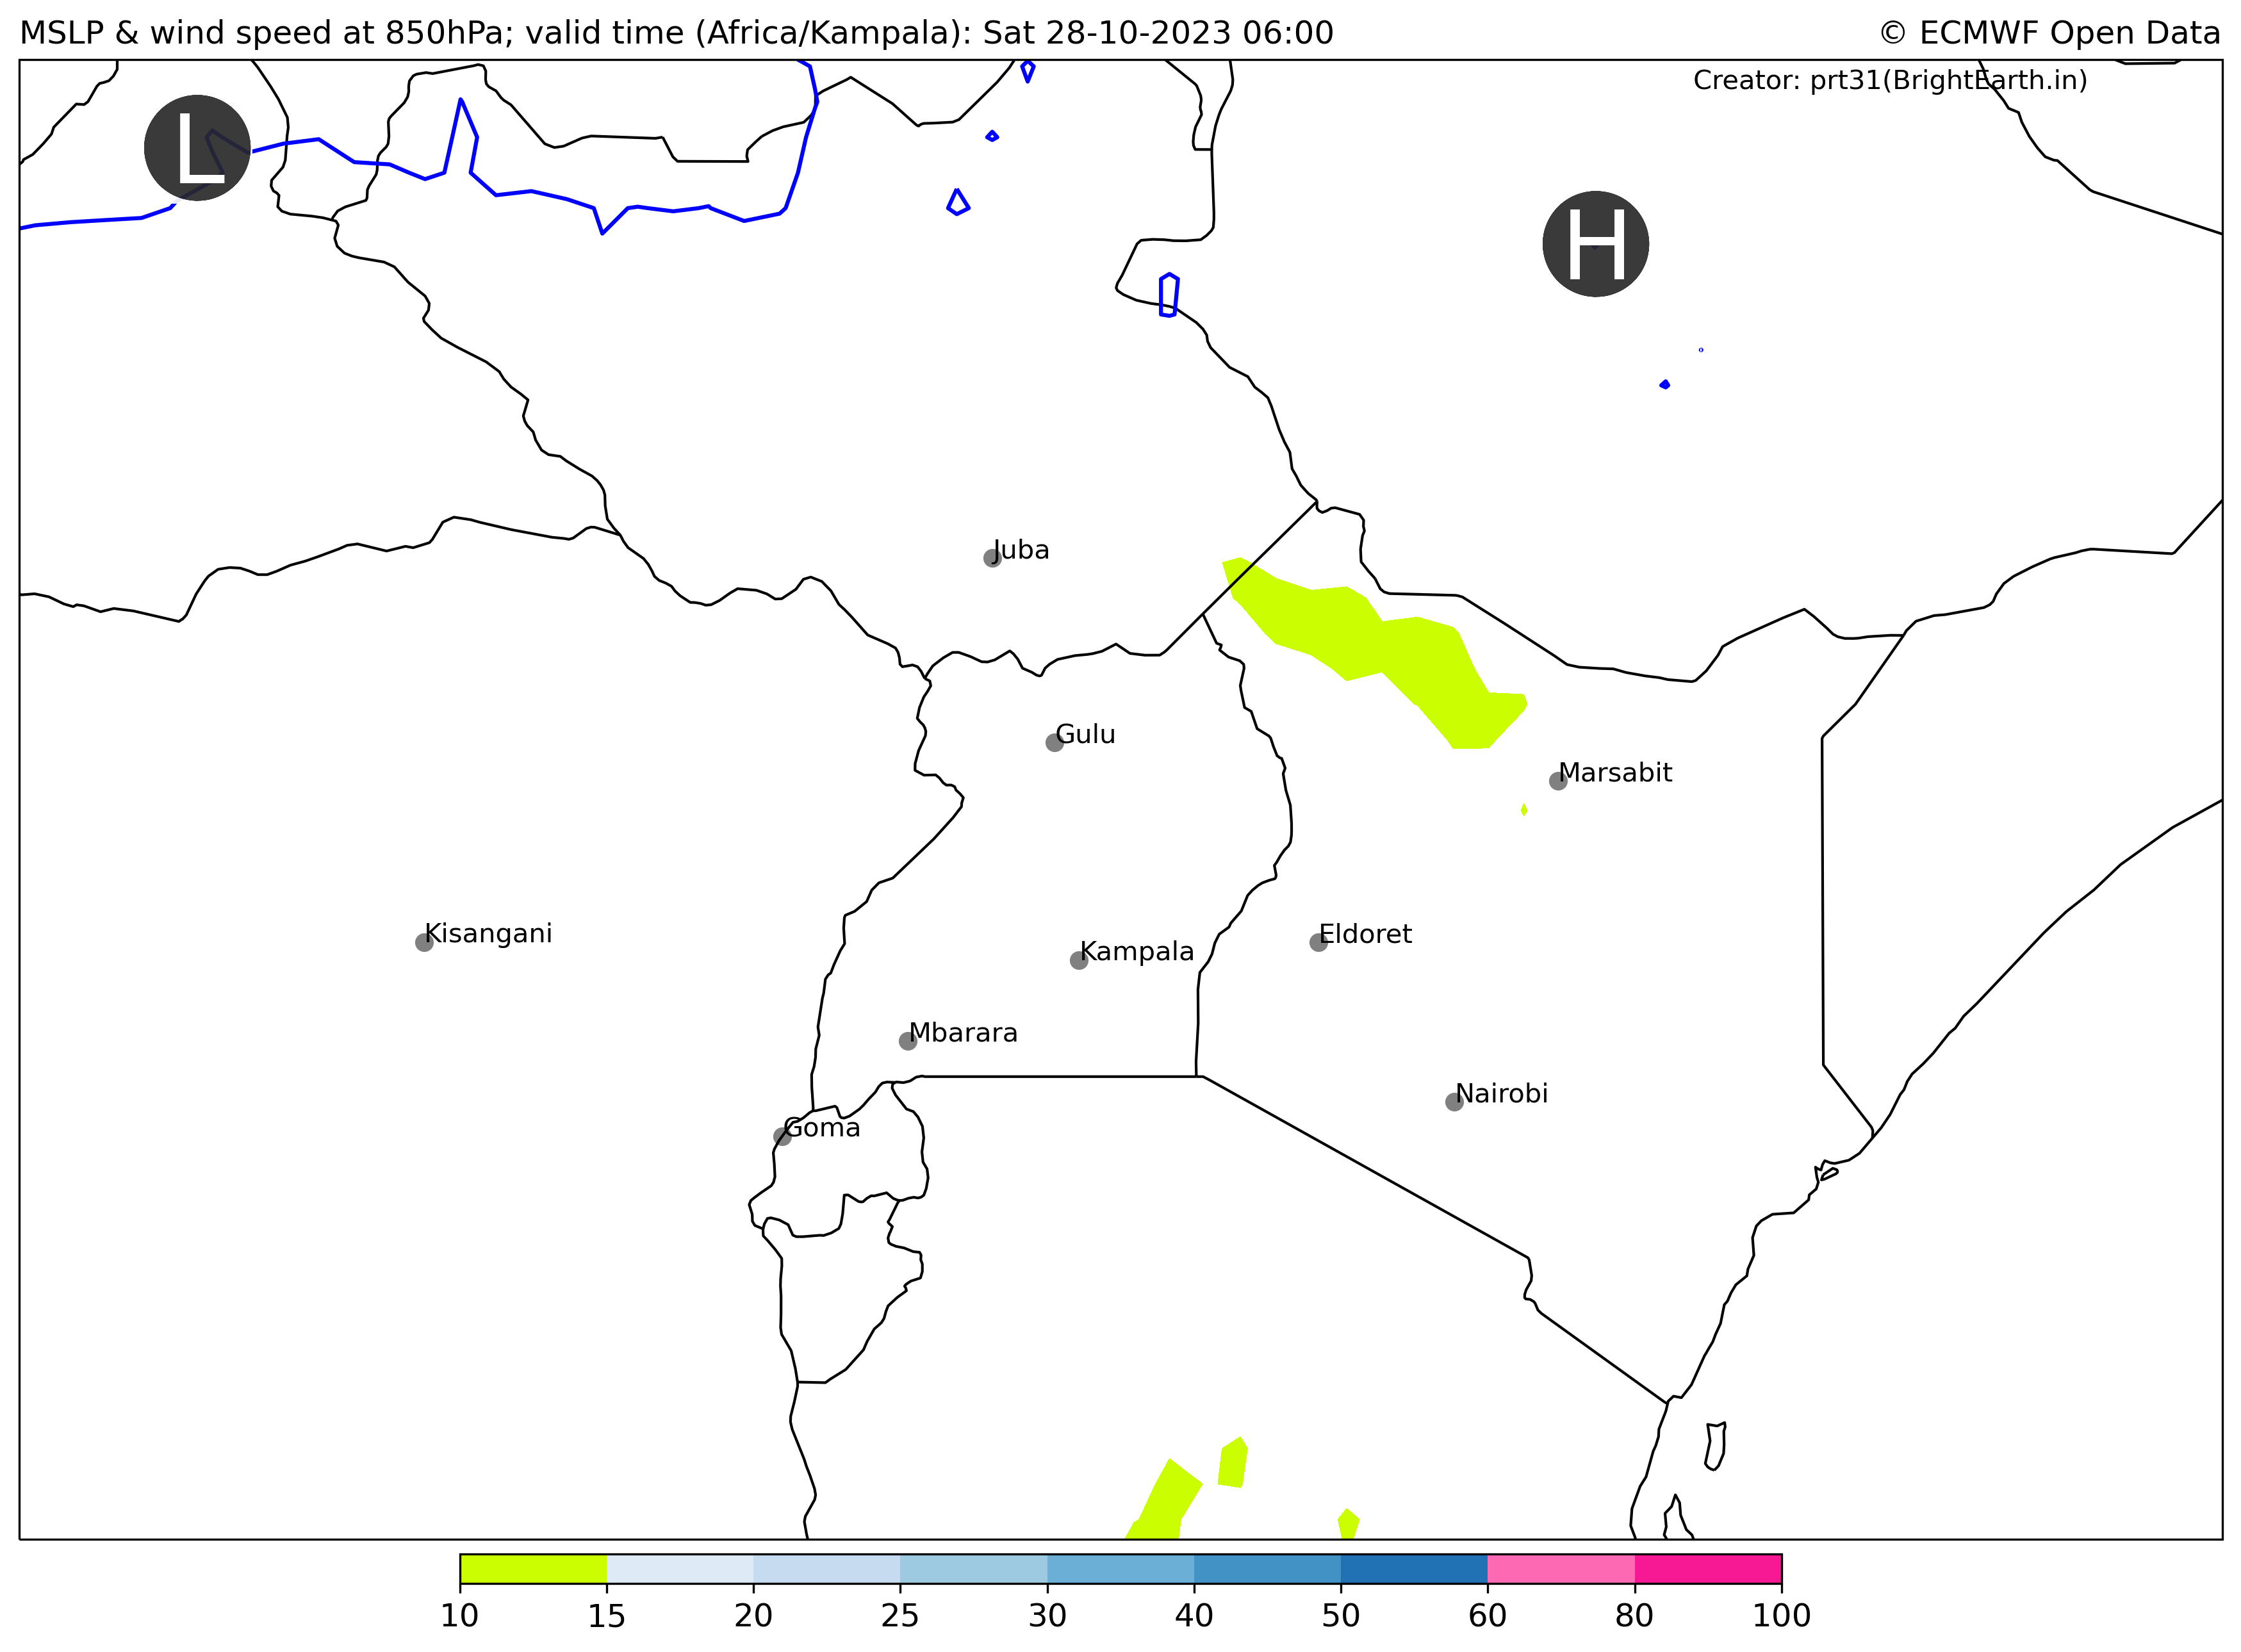 MSLP & wind speed at 850hPa; valid time (Africa/Kampala): Sat 28-10-2023 06:00
© ECMWF Open Data
Creator: prt31(BrightEarth.in)
L
H
Juba
Gulu
Marsabit
Kisangani
Eldoret
Kampala
Mbarara
Nairobi
Goma
10 15 20 25 30 40 50 60 80 100